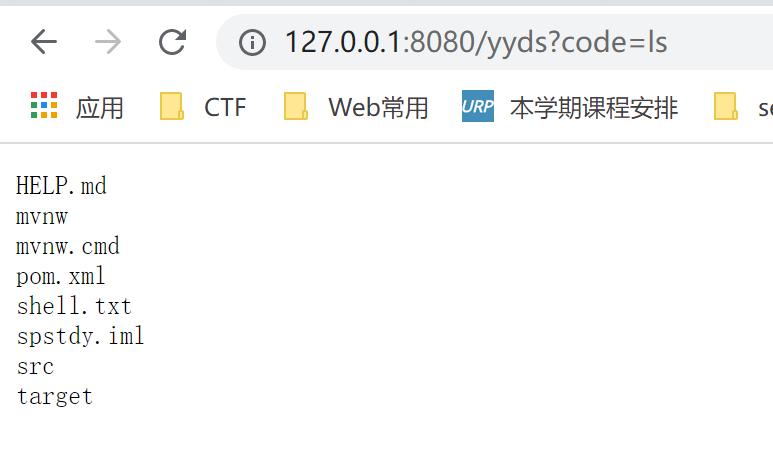 127.0.0.1:8080/yyds?code=ls
应用 CTF Web常用 URP 本学期课程安排 se
HELP.md
mvnw
mvnw.cmd
pom.xml
shell.txt
spstdy.iml
src
target